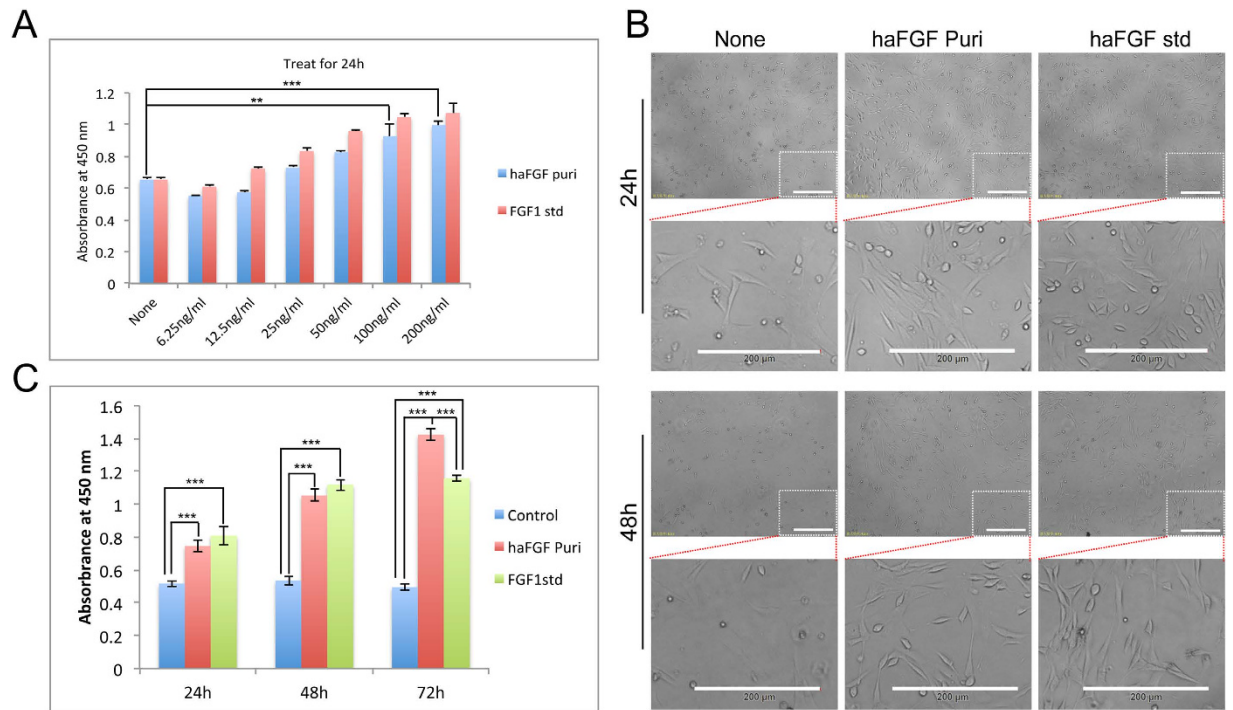 A
Treat for 24h
***
**
1.2
1
0.8
0.6
0.4
0.2
0
Absorbrance at 450 nm
None
6.25ng/ml
12.5ng/ml
25ng/ml
50ng/ml
100ng/ml
200ng/ml
haFGF puri
FGF1 std
B
None
haFGF Puri
haFGF std
24h
200 µm
200 µm
200 µm
48h
200 µm
200 µm
200 µm
C
1.6
1.4
1.2
1
0.8
0.6
0.4
0.2
0
Absorbrance at 450 nm
***
***
***
***
***
*** ***
24h
48h
72h
Control
haFGF Puri
FGF1std